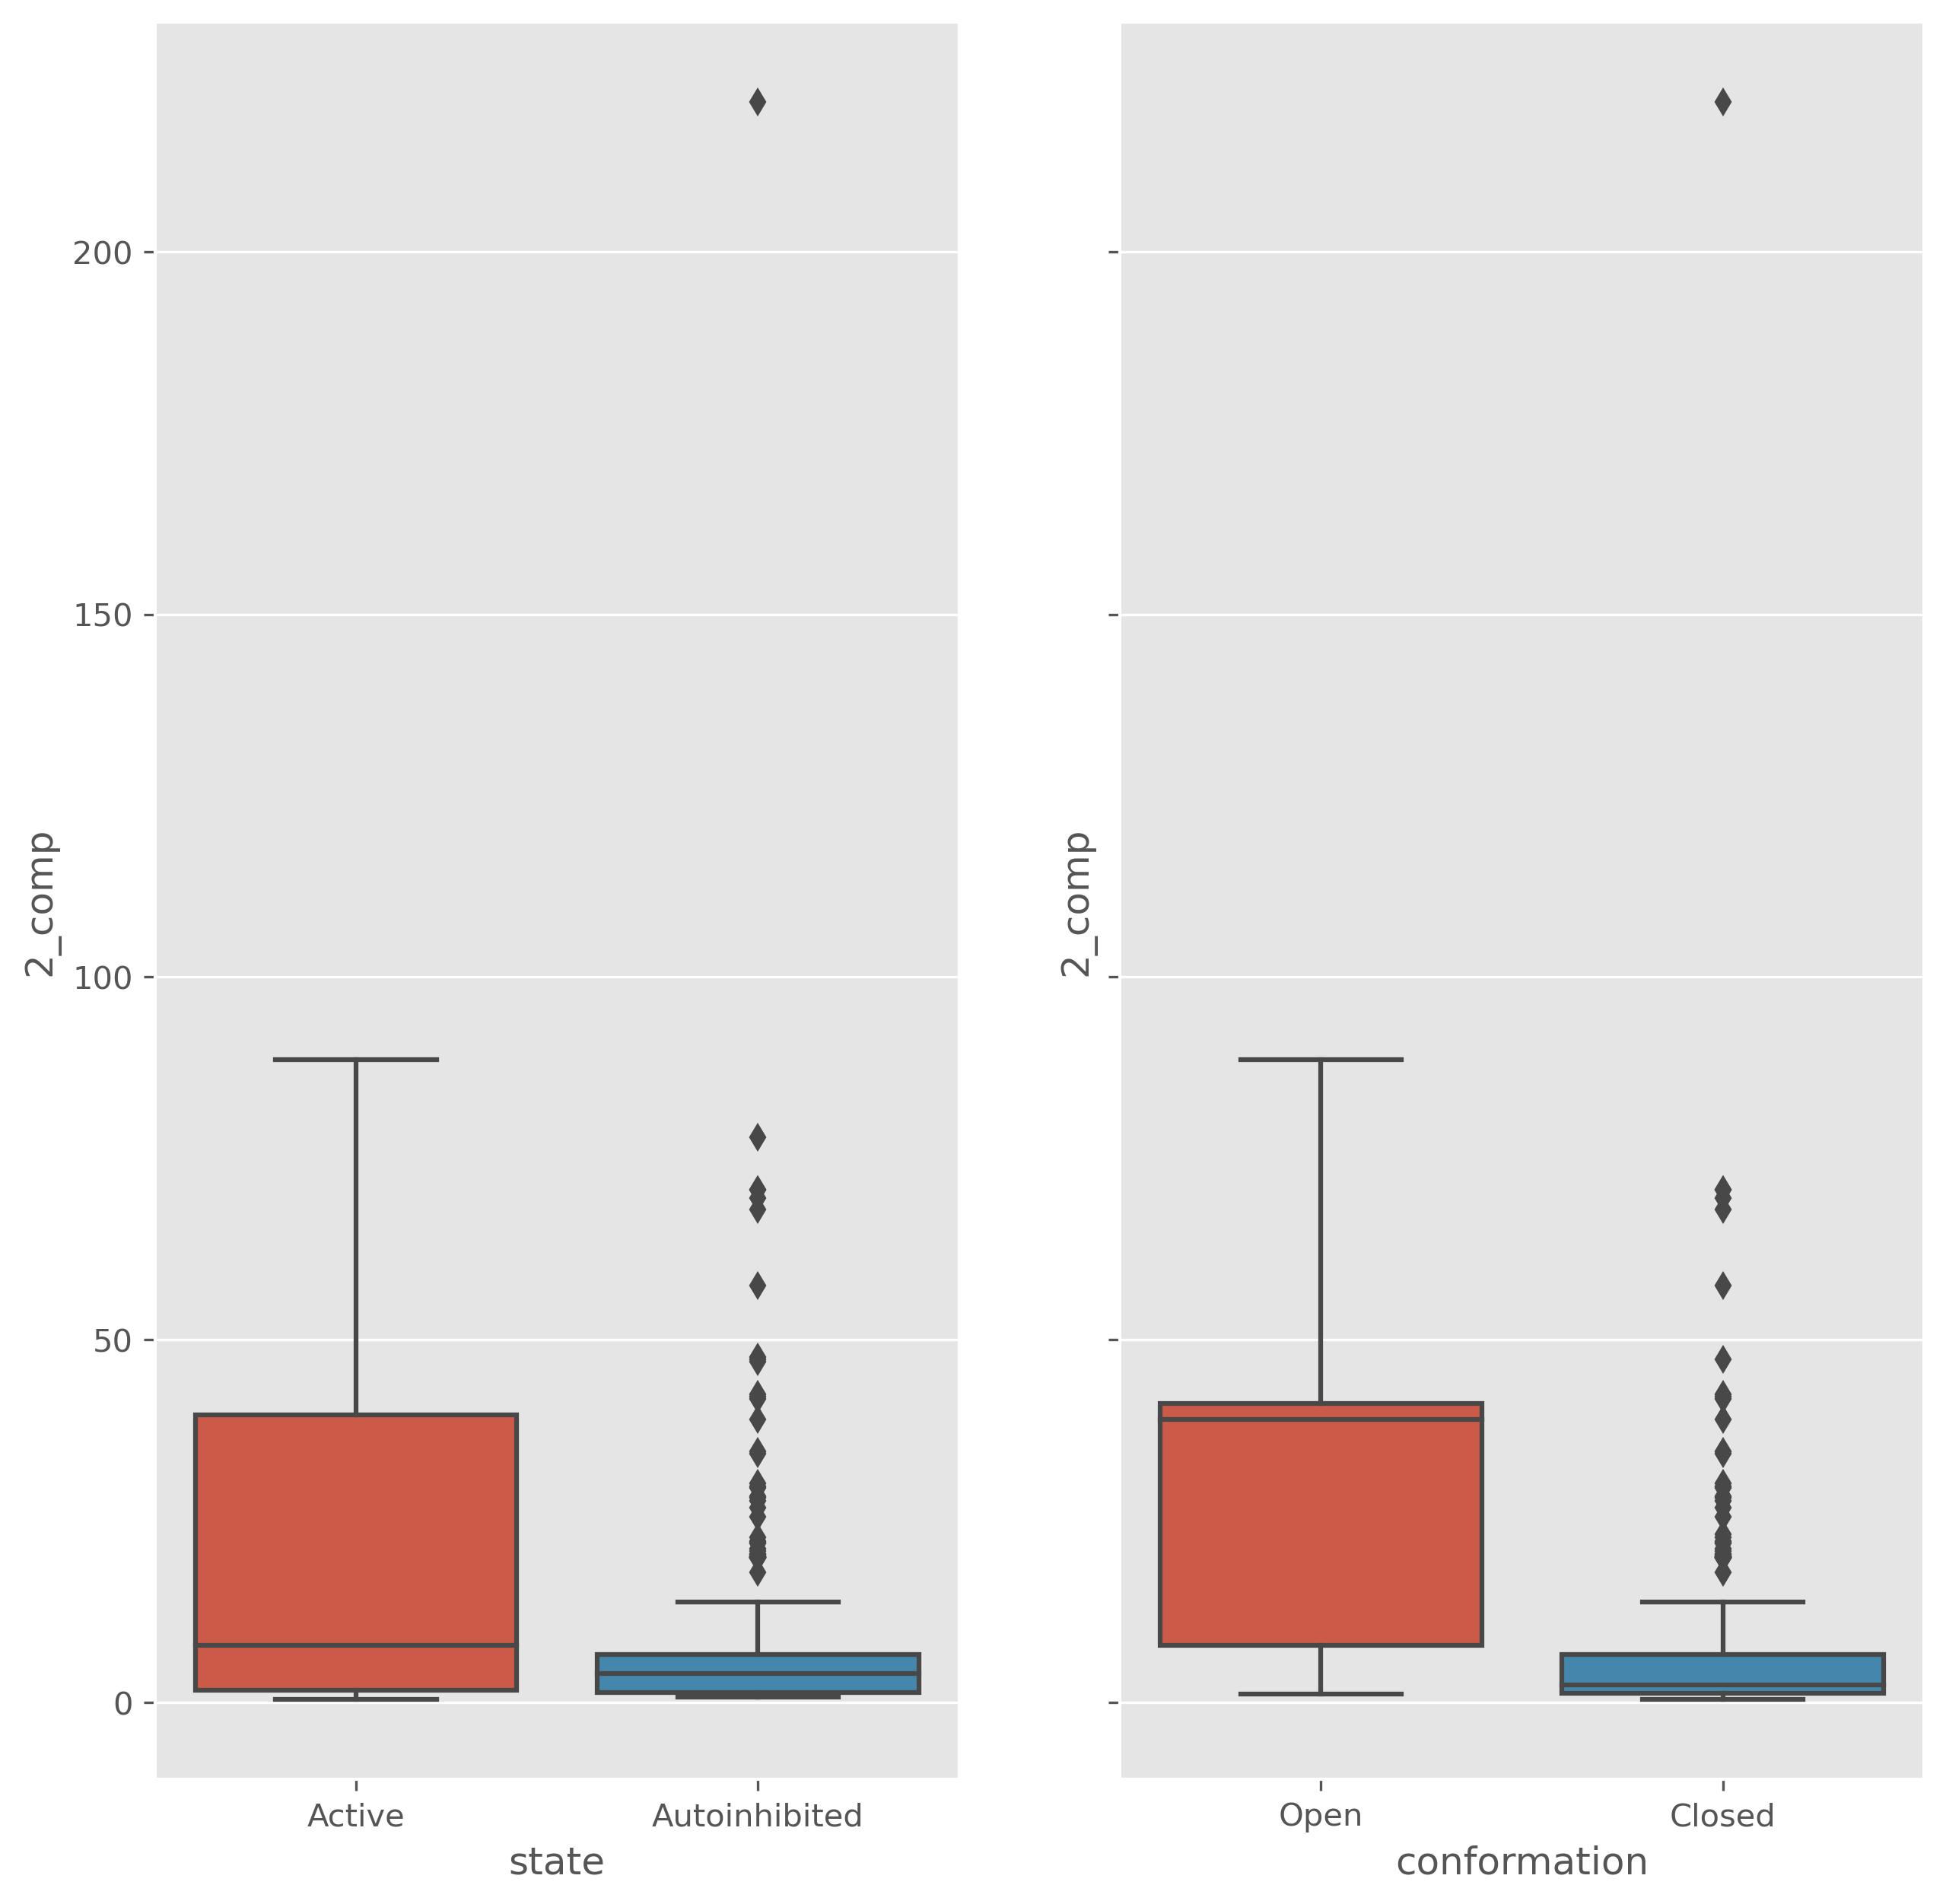 2_comp
200
150
100
50
0
Active
Autoinhibited
state
2_comp
Open
Closed
conformation